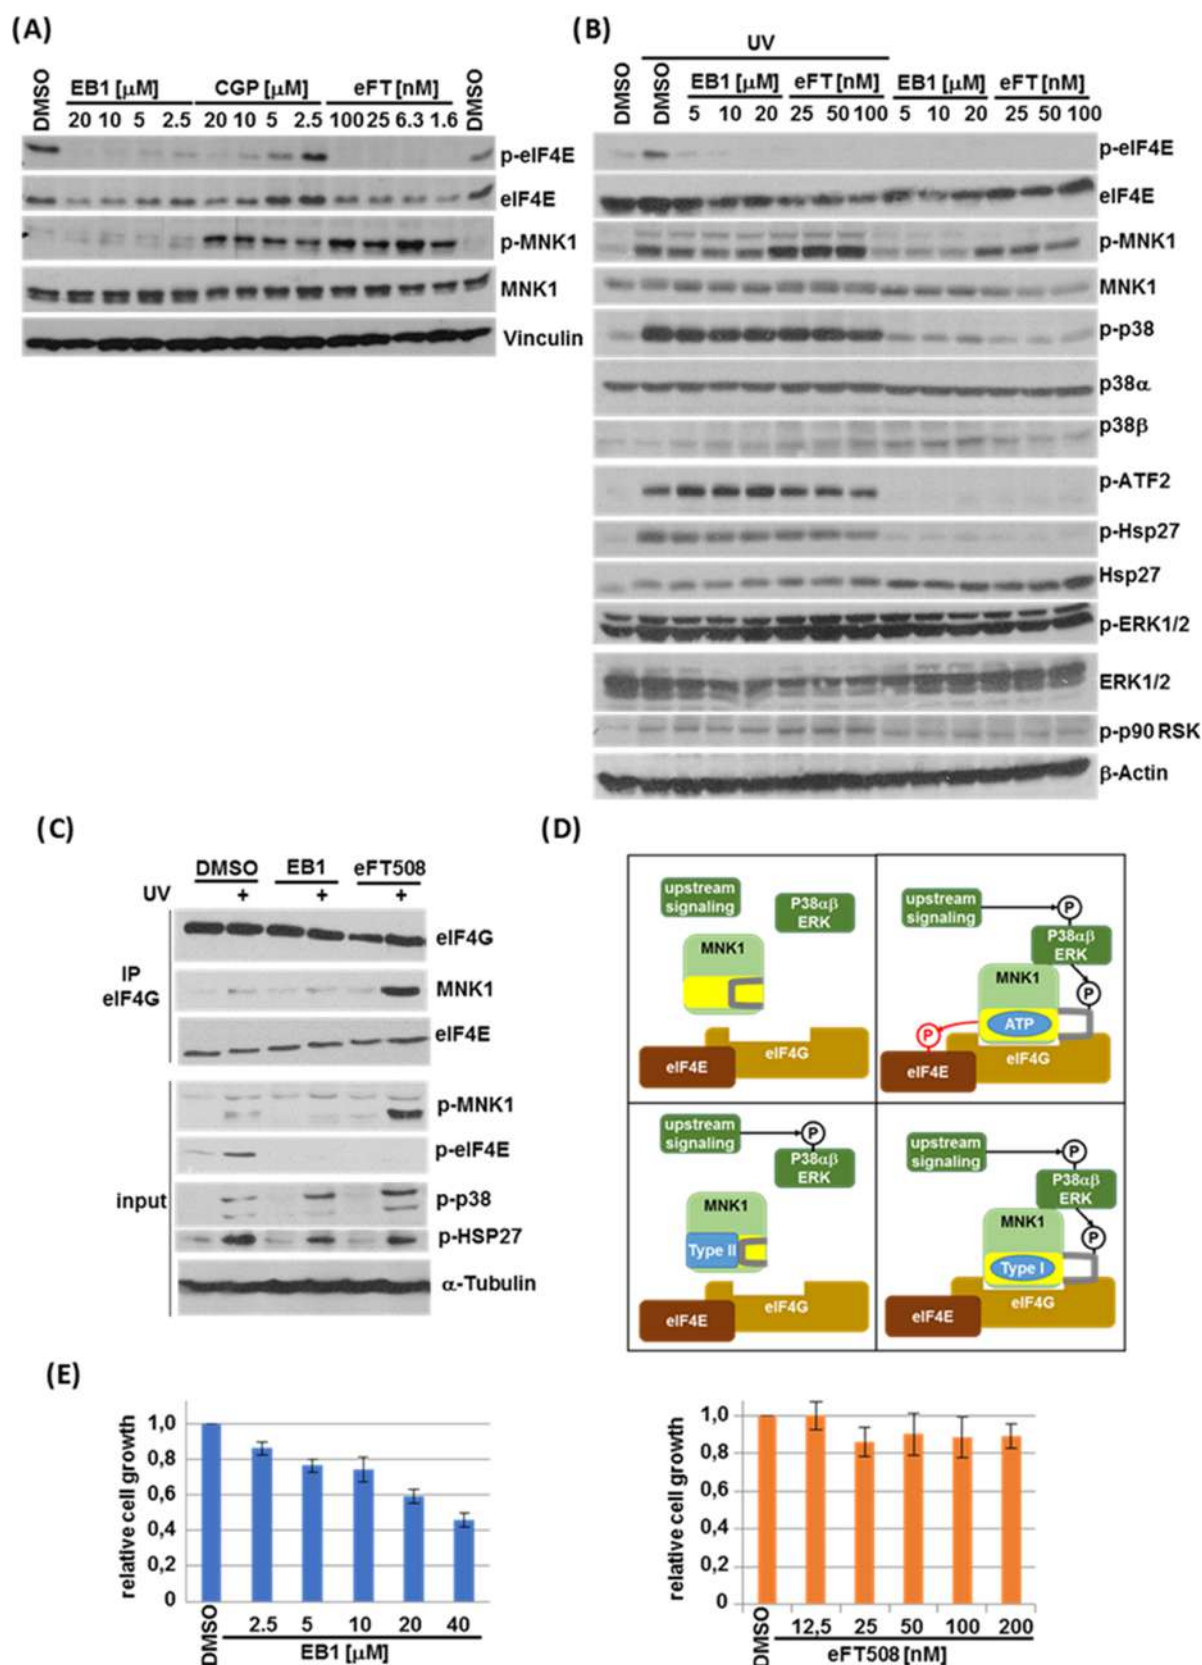 (A)
DMSO
EB1 [μM]
CGP [μM]
eFT [nM]
DMSO
20 10 5 2.5 20 10 5 2.5 100 25 6.3 1.6
p-eIF4E
eIF4E
p-MNK1
MNK1
Vinculin
(B)
UV
DMSO
DMSO
EB1 [μM] eFT [nM] EB1 [μM] eFT [nM]
5 10 20 25 50 100 5 10 20 25 50 100
p-eIF4E
eIF4E
p-MNK1
MNK1
p-p38
p38α
p38β
p-ATF2
p-Hsp27
Hsp27
p-ERK1/2
ERK1/2
p-p90 RSK
β-Actin
(C)
DMSO EB1 eFT508
UV + + +
IP
eIF4G
eIF4G
MNK1
eIF4E
input
p-MNK1
p-eIF4E
p-p38
p-HSP27
α-Tubulin
(D)
upstream
signaling
P38αβ
ERK
MNK1
eIF4G
eIF4E
upstream
signaling
P
P38αβ
ERK
MNK1
P
ATP
P
eIF4G
eIF4E
upstream
signaling
P
P38αβ
ERK
MNK1
Type II
eIF4G
eIF4E
upstream
signaling
P
P38αβ
ERK
MNK1
P
Type I
eIF4G
eIF4E
(E)
relative cell growth
1,0
0,8
0,6
0,4
0,2
0
DMSO
2.5 5 10 20 40
EB1 [μM]
relative cell growth
1,0
0,8
0,6
0,4
0,2
0
DMSO
12,5 25 50 100 200
eFT508 [nM]